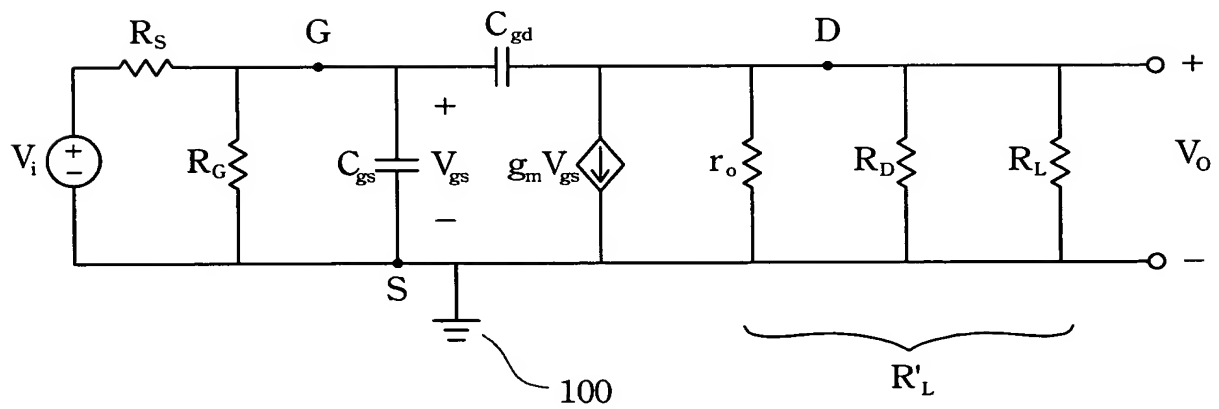 R_S
G
C_gd
D
+
V_i
+
−
R_G
C_gs
+
V_gs
−
g_m V_gs
r_o
R_D
R_L
V_O
S
−
100
R'_L